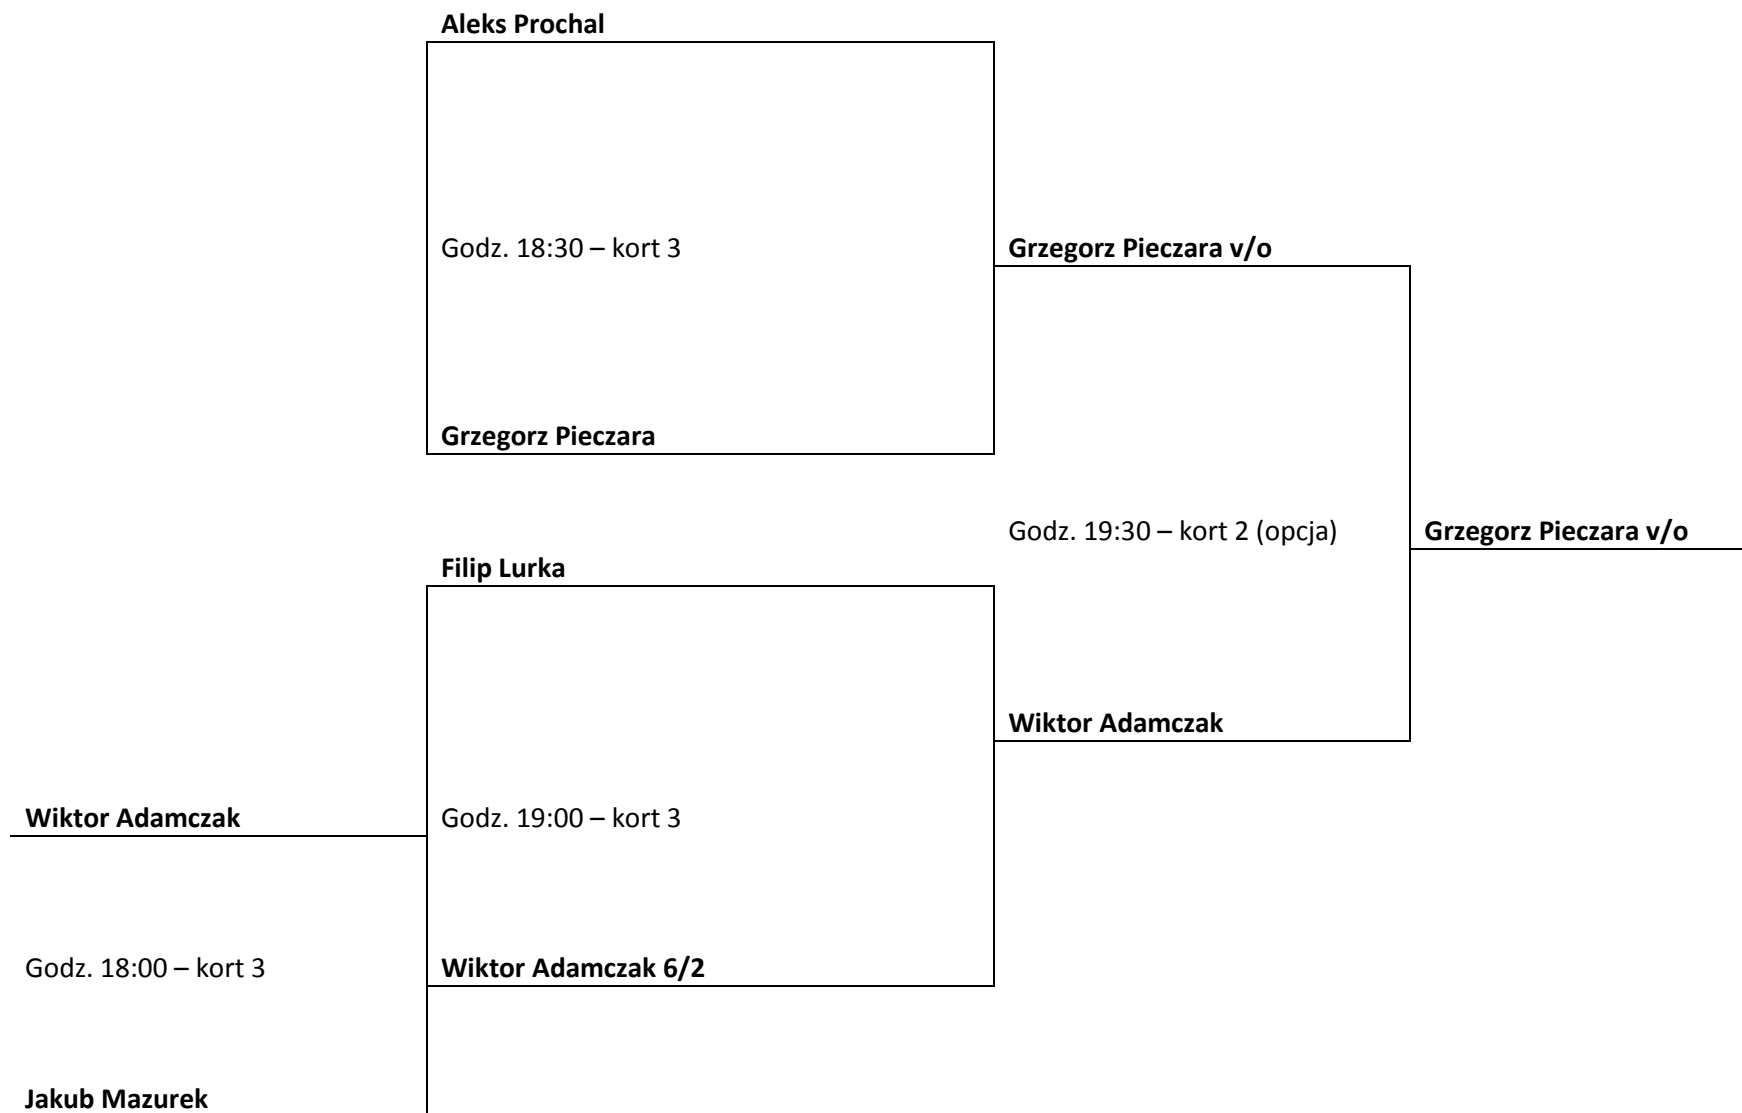 Aleks Prochal
Godz. 18:30 – kort 3
Grzegorz Pieczara v/o
Grzegorz Pieczara
Godz. 19:30 – kort 2 (opcja)
Grzegorz Pieczara v/o
Filip Lurka
Wiktor Adamczak
Wiktor Adamczak
Godz. 19:00 – kort 3
Godz. 18:00 – kort 3
Wiktor Adamczak 6/2
Jakub Mazurek